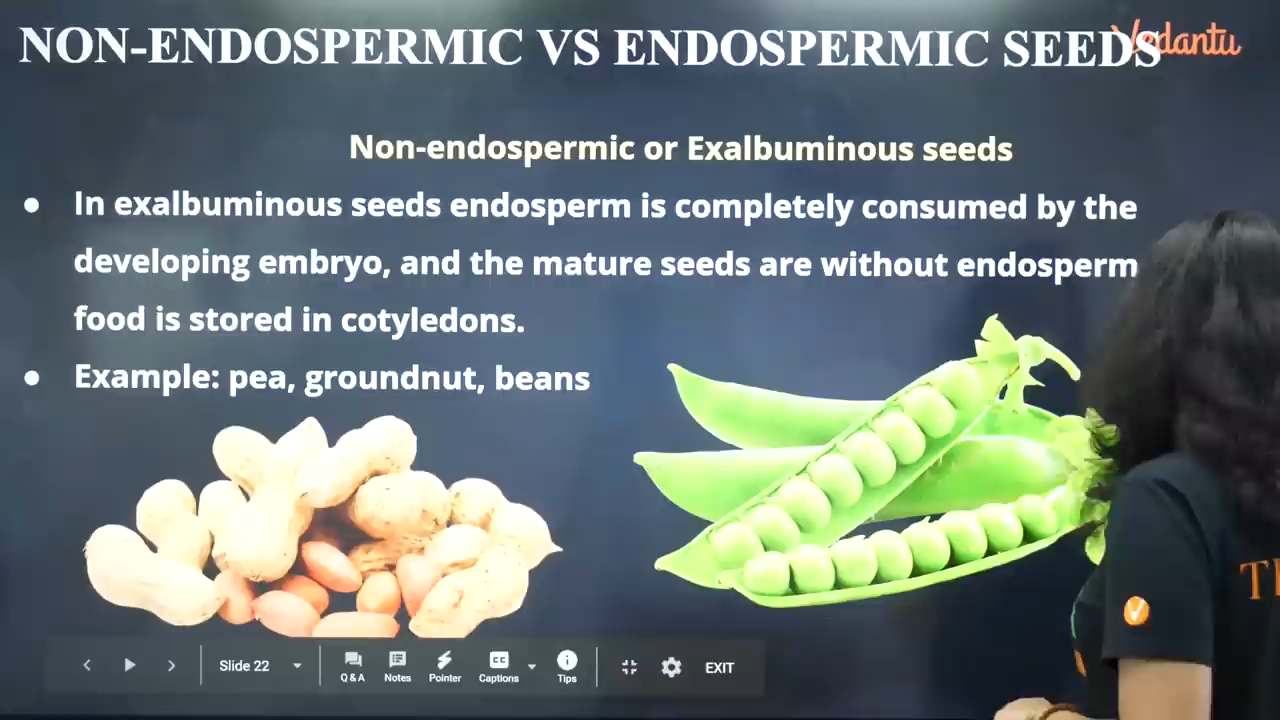 NON-ENDOSPERMIC VS ENDOSPERMIC SEEDS
Vedantu
Non-endospermic or Exalbuminous seeds
• In exalbuminous seeds endosperm is completely consumed by the
developing embryo, and the mature seeds are without endosperm
food is stored in cotyledons.
• Example: pea, groundnut, beans
Slide 22
Q & A
Notes
Pointer
CC
Captions
Tips
EXIT